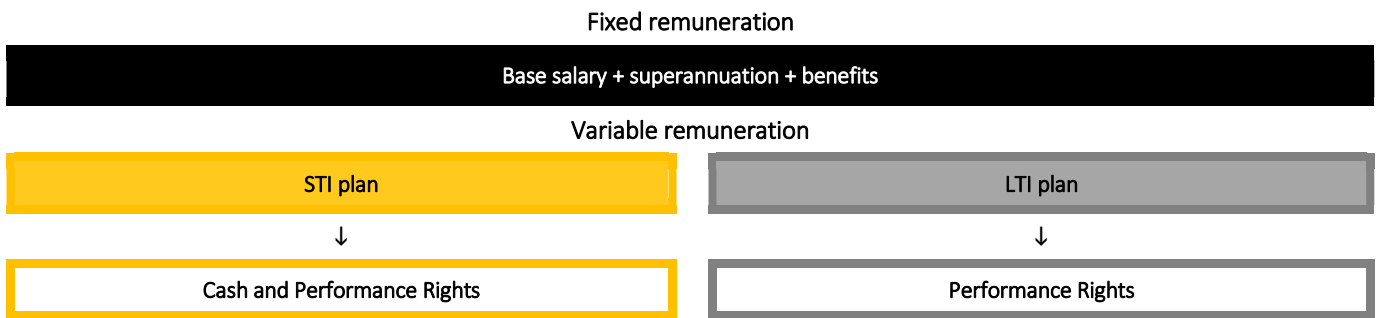 Fixed remuneration
Base salary + superannuation + benefits
Variable remuneration
STI plan
LTI plan
↓
↓
Cash and Performance Rights
Performance Rights